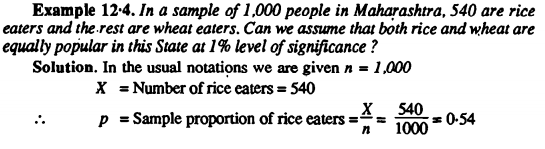 Example 12·4. In a sample of 1,000 people in Maharashtra, 540 are rice
eaters and the rest are wheat eaters. Can we assume that both rice and wheat are
equally popular in this State at 1% level of significance ?
Solution. In the usual notations we are given n = 1,000
X = Number of rice eaters = 540
∴ p = Sample proportion of rice eaters = X/n = 540/1000 = 0·54